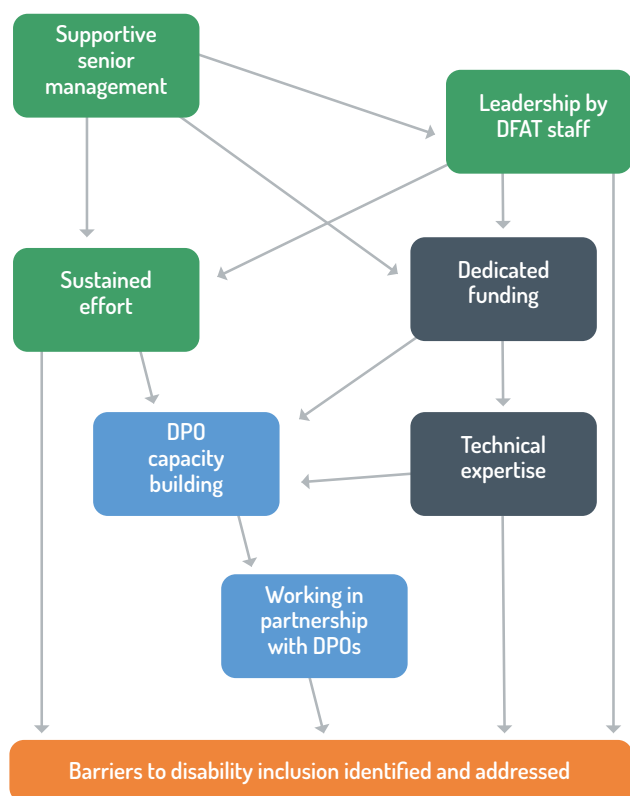 Supportive
senior
management
Leadership by
DFAT staff
Sustained
effort
Dedicated
funding
DPO
capacity
building
Technical
expertise
Working in
partnership
with DPOs
Barriers to disability inclusion identified and addressed